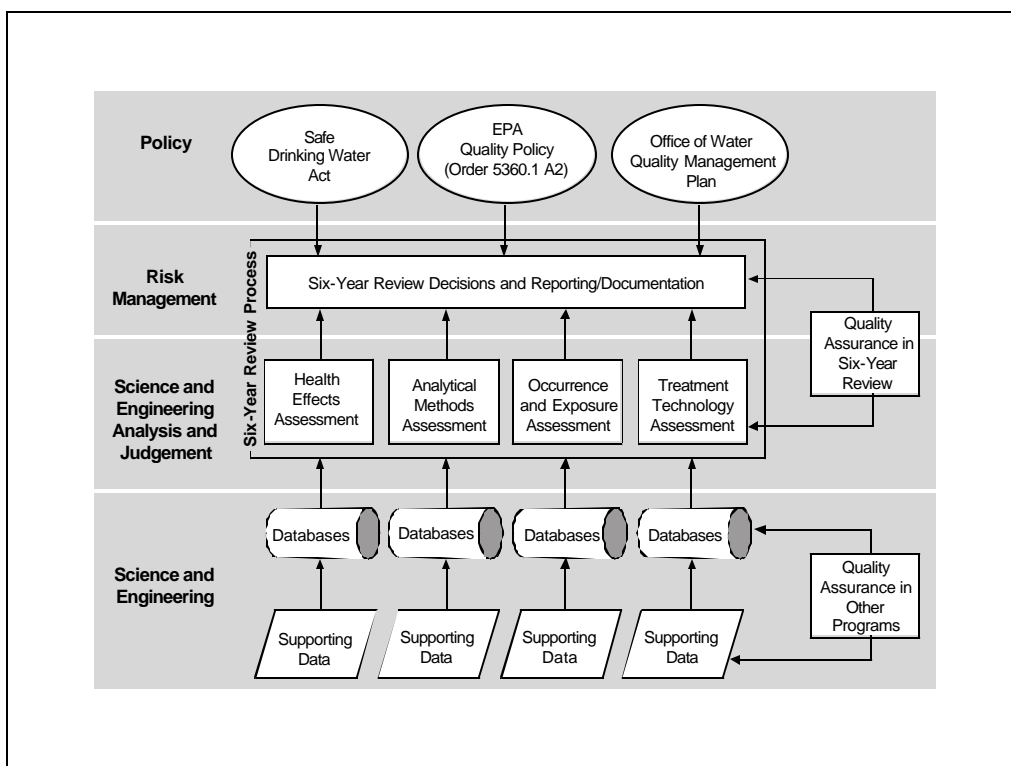 Policy
Safe
Drinking Water
Act
EPA
Quality Policy
(Order 5360.1 A2)
Office of Water
Quality Management
Plan
Six-Year Review Process
Risk
Management
Six-Year Review Decisions and Reporting/Documentation
Quality
Assurance in
Six-Year
Review
Science and
Engineering
Analysis and
Judgement
Health
Effects
Assessment
Analytical
Methods
Assessment
Occurrence
and Exposure
Assessment
Treatment
Technology
Assessment
Science and
Engineering
Databases
Databases
Databases
Databases
Quality
Assurance in
Other
Programs
Supporting
Data
Supporting
Data
Supporting
Data
Supporting
Data